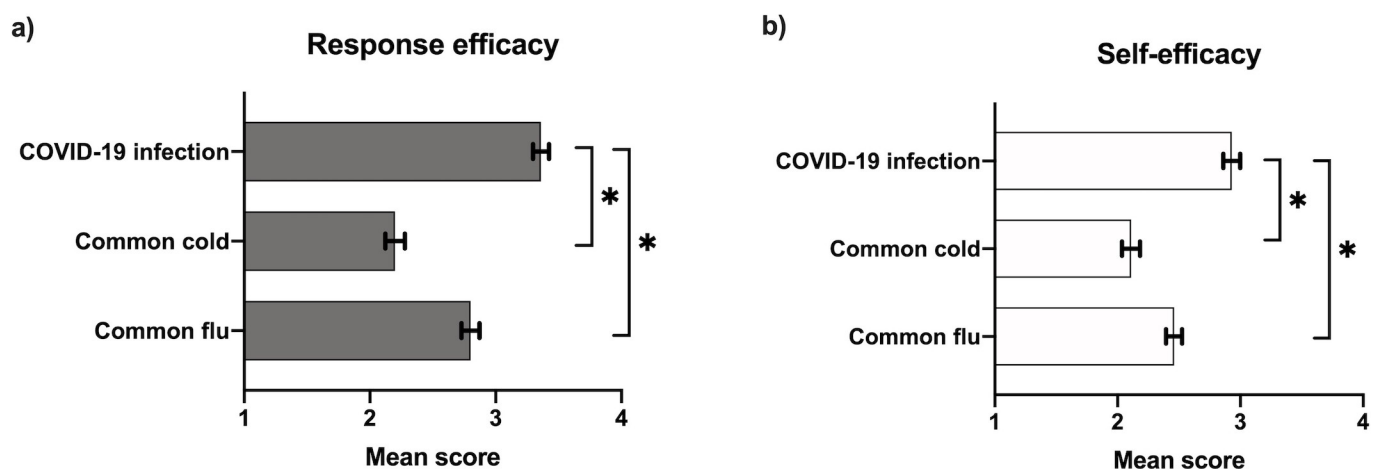 a)
Response efficacy
COVID-19 infection
Common cold
Common flu
*
*
1 2 3 4
Mean score
b)
Self-efficacy
COVID-19 infection
Common cold
Common flu
*
*
1 2 3 4
Mean score